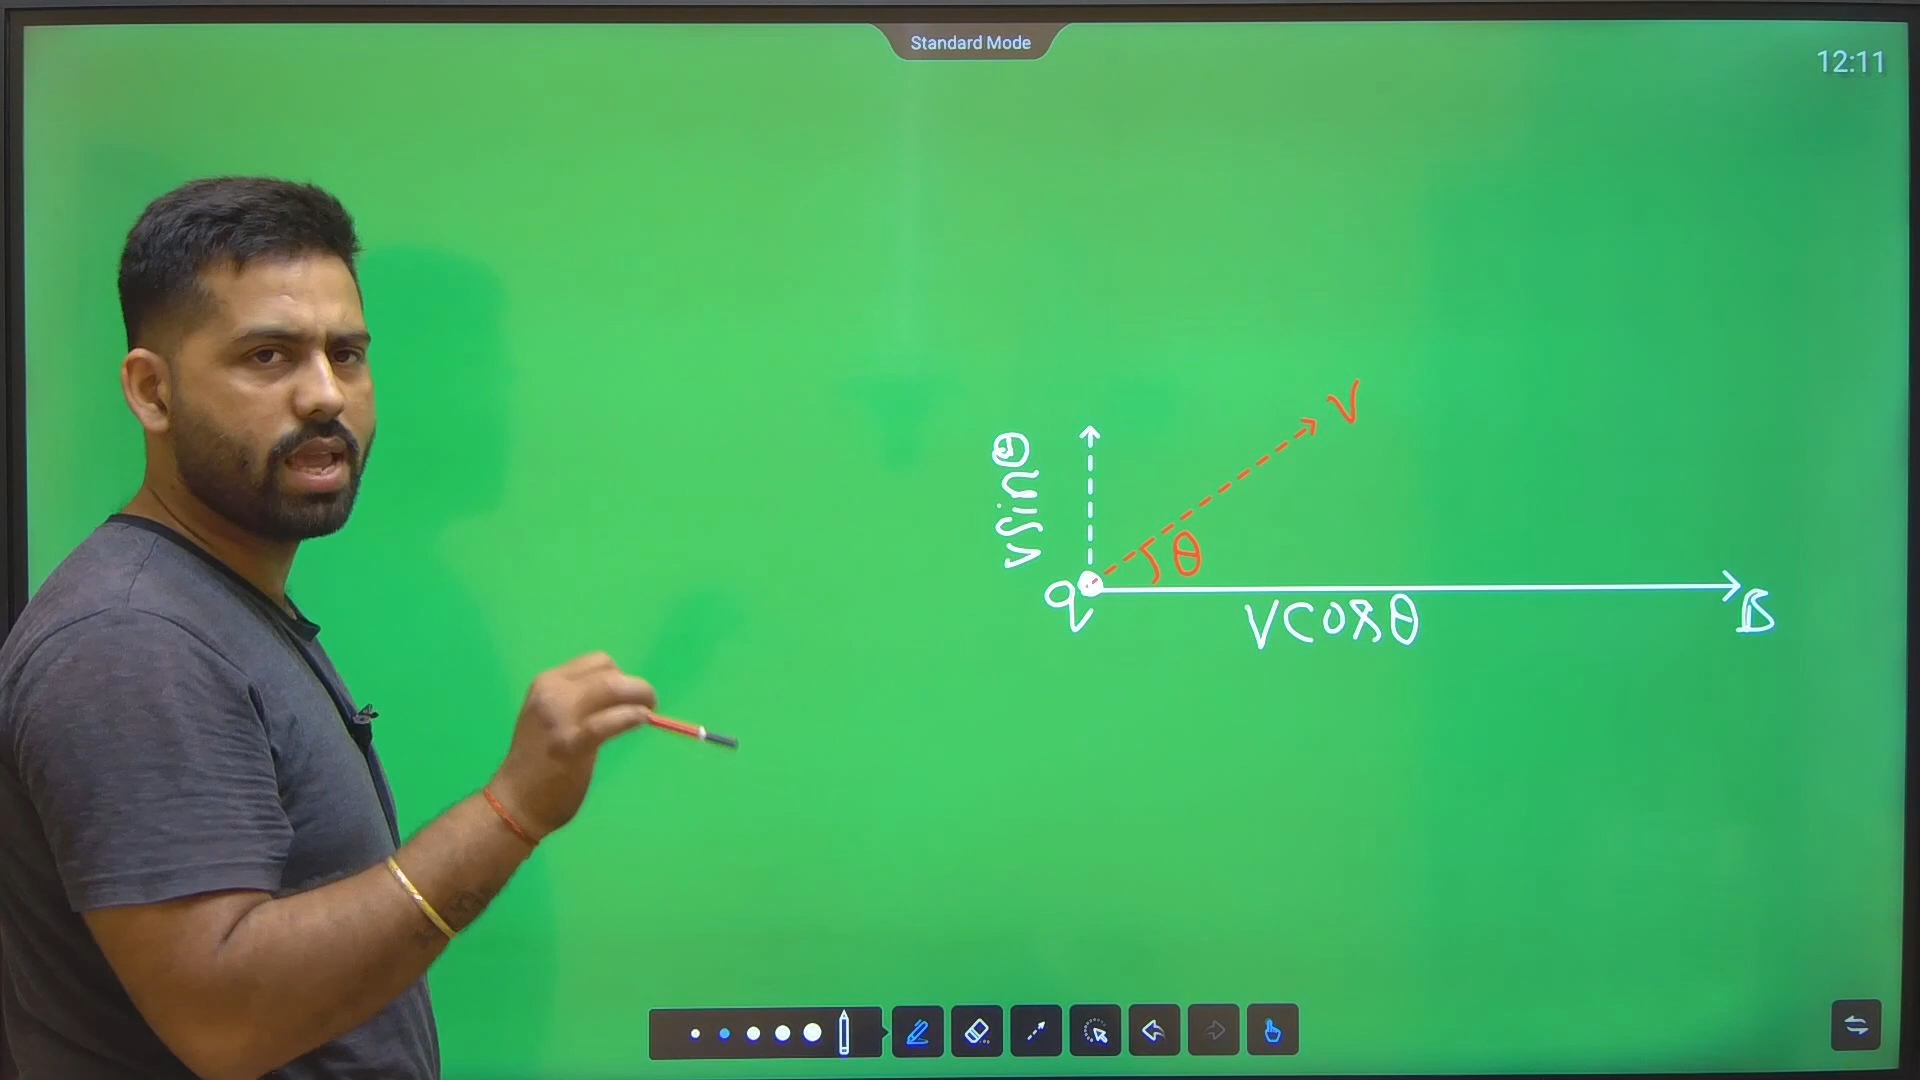 Standard Mode
12:11
V
vsinθ
θ
q
vcosθ
B